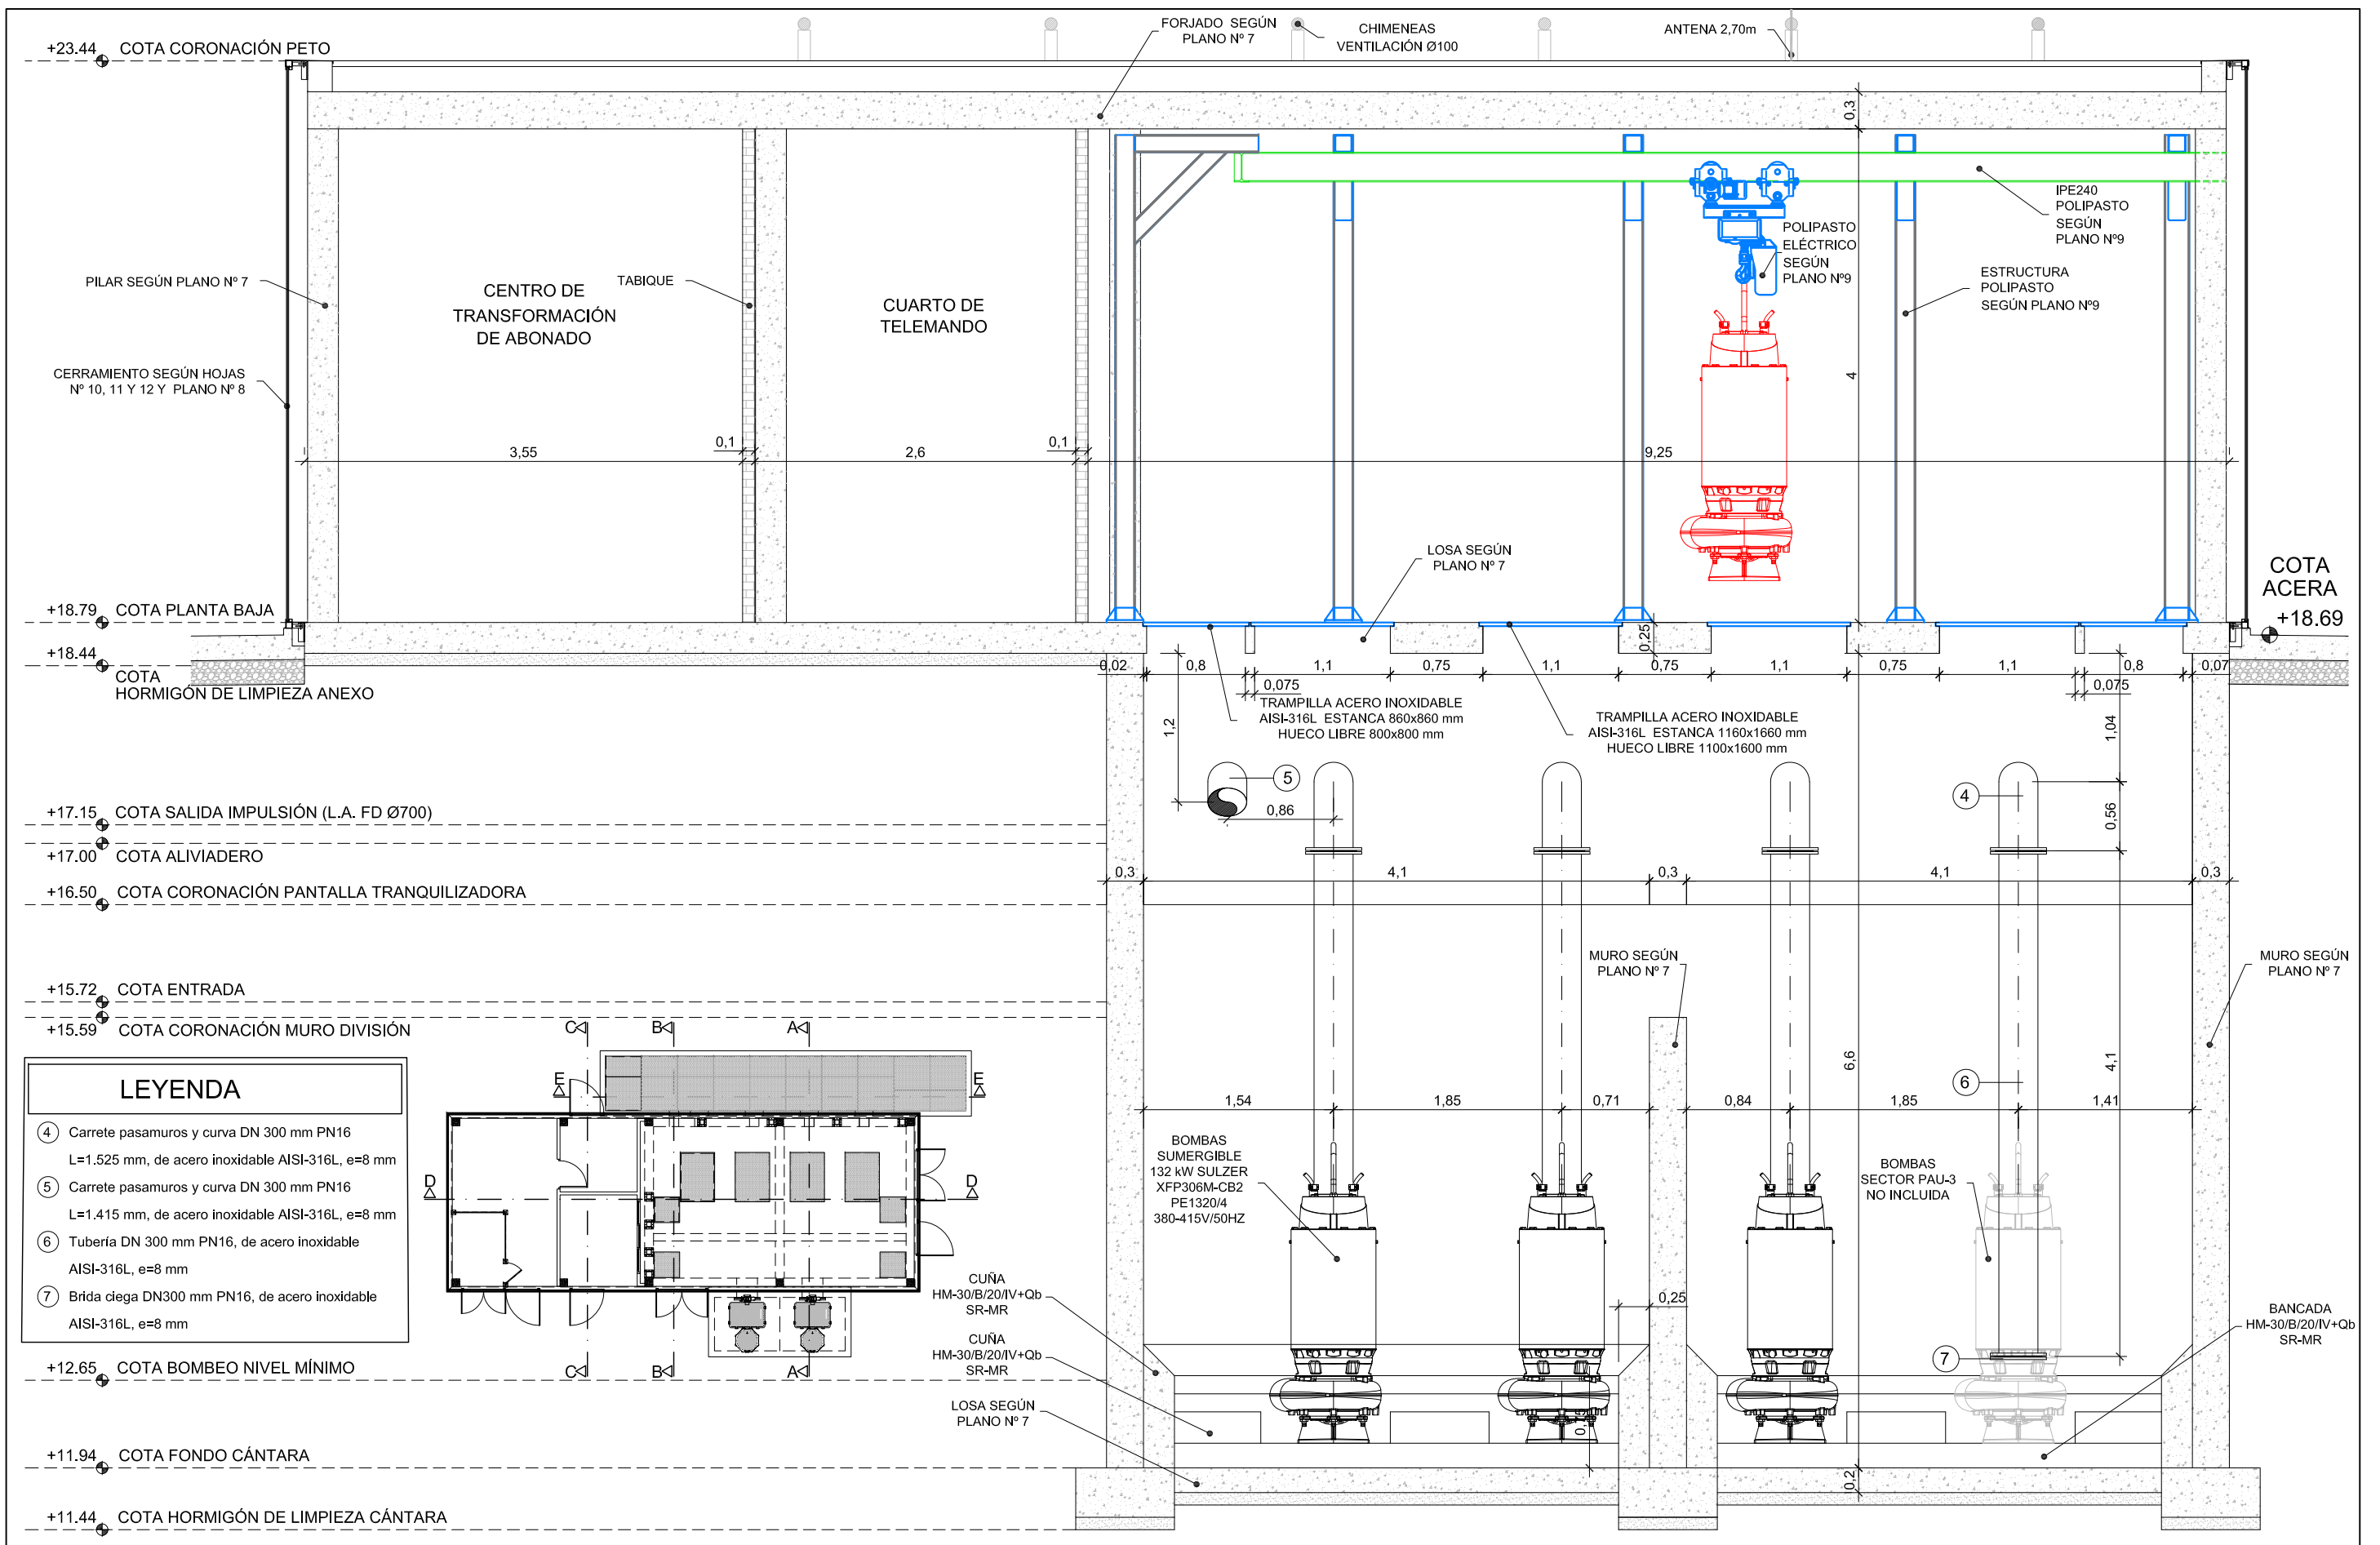 FORJADO SEGÚN
PLANO Nº 7
CHIMENEAS
VENTILACIÓN Ø100
ANTENA 2,70m
+23.44 COTA CORONACIÓN PETO
0,3
IPE240
POLIPASTO
SEGÚN
PLANO Nº9
POLIPASTO
ELÉCTRICO
SEGÚN
PLANO Nº9
ESTRUCTURA
POLIPASTO
SEGÚN PLANO Nº9
PILAR SEGÚN PLANO Nº 7
CENTRO DE
TRANSFORMACIÓN
DE ABONADO
TABIQUE
CUARTO DE
TELEMANDO
CERRAMIENTO SEGÚN HOJAS
Nº 10, 11 Y 12 Y PLANO Nº 8
4
3,55
0,1
2,6
0,1
9,25
LOSA SEGÚN
PLANO Nº 7
COTA
ACERA
+18.69
+18.79 COTA PLANTA BAJA
0,25
+18.44
COTA
HORMIGÓN DE LIMPIEZA ANEXO
0,02
0,8
1,1
0,75
1,1
0,75
1,1
0,75
1,1
0,8
0,07
0,075
0,075
TRAMPILLA ACERO INOXIDABLE
AISI-316L ESTANCA 860x860 mm
HUECO LIBRE 800x800 mm
TRAMPILLA ACERO INOXIDABLE
AISI-316L ESTANCA 1160x1660 mm
HUECO LIBRE 1100x1600 mm
1,2
1,04
5
4
0,86
0,56
+17.15 COTA SALIDA IMPULSIÓN (L.A. FD Ø700)
+17.00 COTA ALIVIADERO
+16.50 COTA CORONACIÓN PANTALLA TRANQUILIZADORA
0,3
4,1
0,3
4,1
0,3
MURO SEGÚN
PLANO Nº 7
MURO SEGÚN
PLANO Nº 7
+15.72 COTA ENTRADA
+15.59 COTA CORONACIÓN MURO DIVISIÓN
C
B
A
E
E
D
D
C
B
A
6,6
4,1
6
1,54
1,85
0,71
0,84
1,85
1,41
LEYENDA
4 Carrete pasamuros y curva DN 300 mm PN16
L=1.525 mm, de acero inoxidable AISI-316L, e=8 mm
5 Carrete pasamuros y curva DN 300 mm PN16
L=1.415 mm, de acero inoxidable AISI-316L, e=8 mm
6 Tubería DN 300 mm PN16, de acero inoxidable
AISI-316L, e=8 mm
7 Brida ciega DN300 mm PN16, de acero inoxidable
AISI-316L, e=8 mm
BOMBAS
SUMERGIBLE
132 kW SULZER
XFP306M-CB2
PE1320/4
380-415V/50HZ
BOMBAS
SECTOR PAU-3
NO INCLUIDA
CUÑA
HM-30/B/20/IV+Qb
SR-MR
0,25
CUÑA
HM-30/B/20/IV+Qb
SR-MR
BANCADA
HM-30/B/20/IV+Qb
SR-MR
7
+12.65 COTA BOMBEO NIVEL MÍNIMO
LOSA SEGÚN
PLANO Nº 7
+11.94 COTA FONDO CÁNTARA
0,2
+11.44 COTA HORMIGÓN DE LIMPIEZA CÁNTARA